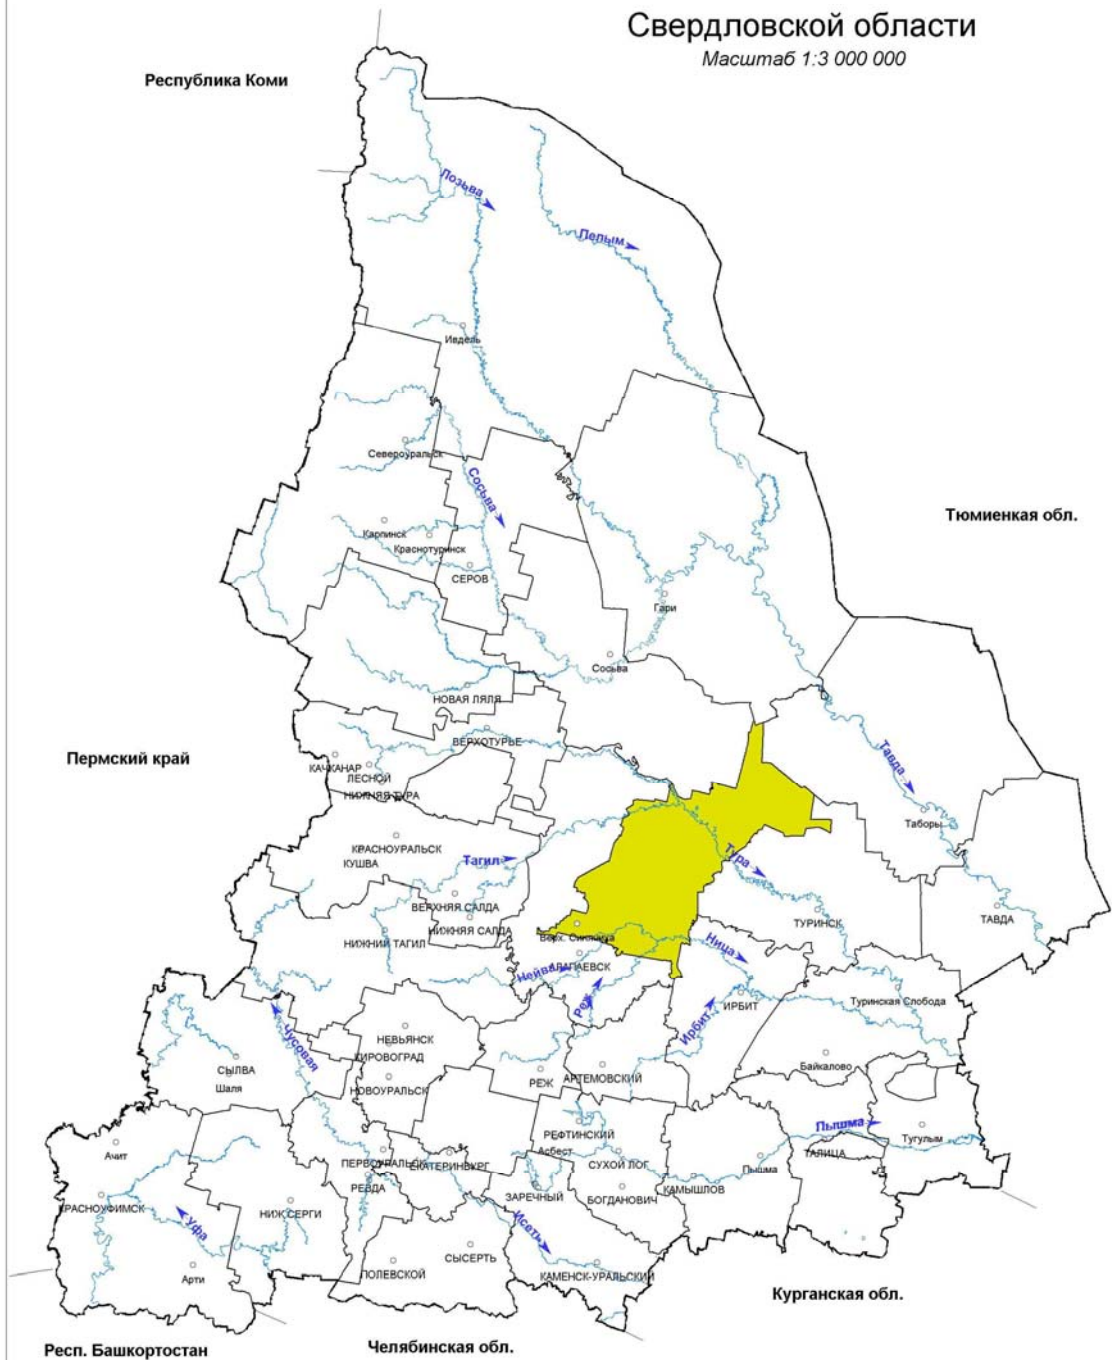 Свердловской области
Масштаб 1:3 000 000
Республика Коми
Лозьва
Пелым
Ивдель
Североуральск
Сосьва
Тюмиенкая обл.
Карпинск
Краснотуринск
СЕРОВ
Гари
Сосьва
НОВАЯ ЛЯЛЯ
ВЕРХОТУРЬЕ
Пермский край
КАЧКАНАР
ЛЕСНОЙ
НИЖНЯЯ ТУРА
Тавда
Таборы
КРАСНОУРАЛЬСК
КУШВА
Тагил
Тура
ВЕРХНЯЯ САЛДА
НИЖНЯЯ САЛДА
ТУРИНСК
ТАВДА
НИЖНИЙ ТАГИЛ
Верх. Синячиха
Ница
Нейва
АЛАПАЕВСК
Реж
Ирбит
ИРБИТ
Туринская Слобода
Чусовая
НЕВЬЯНСК
КИРОВОГРАД
СЫЛВА
Шаля
НОВОУРАЛЬСК
РЕЖ
АРТЕМОВСКИЙ
Байкалово
Пышма
Тугулым
РЕФТИНСКИЙ
Асбест
Ачит
ПЕРВОУРАЛЬСК
ЕКАТЕРИНБУРГ
СУХОЙ ЛОГ
ТАЛИЦА
Пышма
РЕВДА
ЗАРЕЧНЫЙ
БОГДАНОВИЧ
КАМЫШЛОВ
КРАСНОУФИМСК
НИЖ.СЕРГИ
Уфа
Исеть
СЫСЕРТЬ
Арти
ПОЛЕВСКОЙ
КАМЕНСК-УРАЛЬСКИЙ
Курганская обл.
Респ. Башкортостан
Челябинская обл.